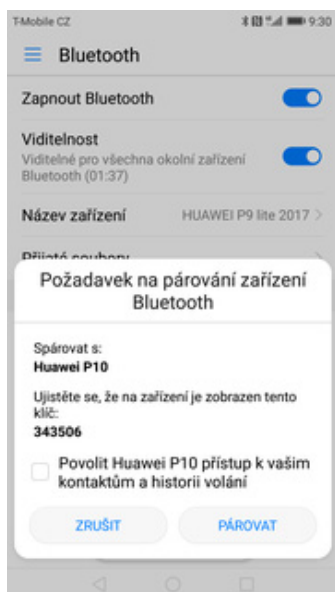 T-Mobile CZ 9:30
Bluetooth
Zapnout Bluetooth
Viditelnost
Viditelné pro všechna okolní zařízení
Bluetooth (01:37)
Název zařízení HUAWEI P9 lite 2017
Přijaté soubory
Požadavek na párování zařízení
Bluetooth
Spárovat s:
Huawei P10
Ujistěte se, že na zařízení je zobrazen tento
klíč:
343506
Povolit Huawei P10 přístup k vašim
kontaktům a historii volání
ZRUŠIT PÁROVAT